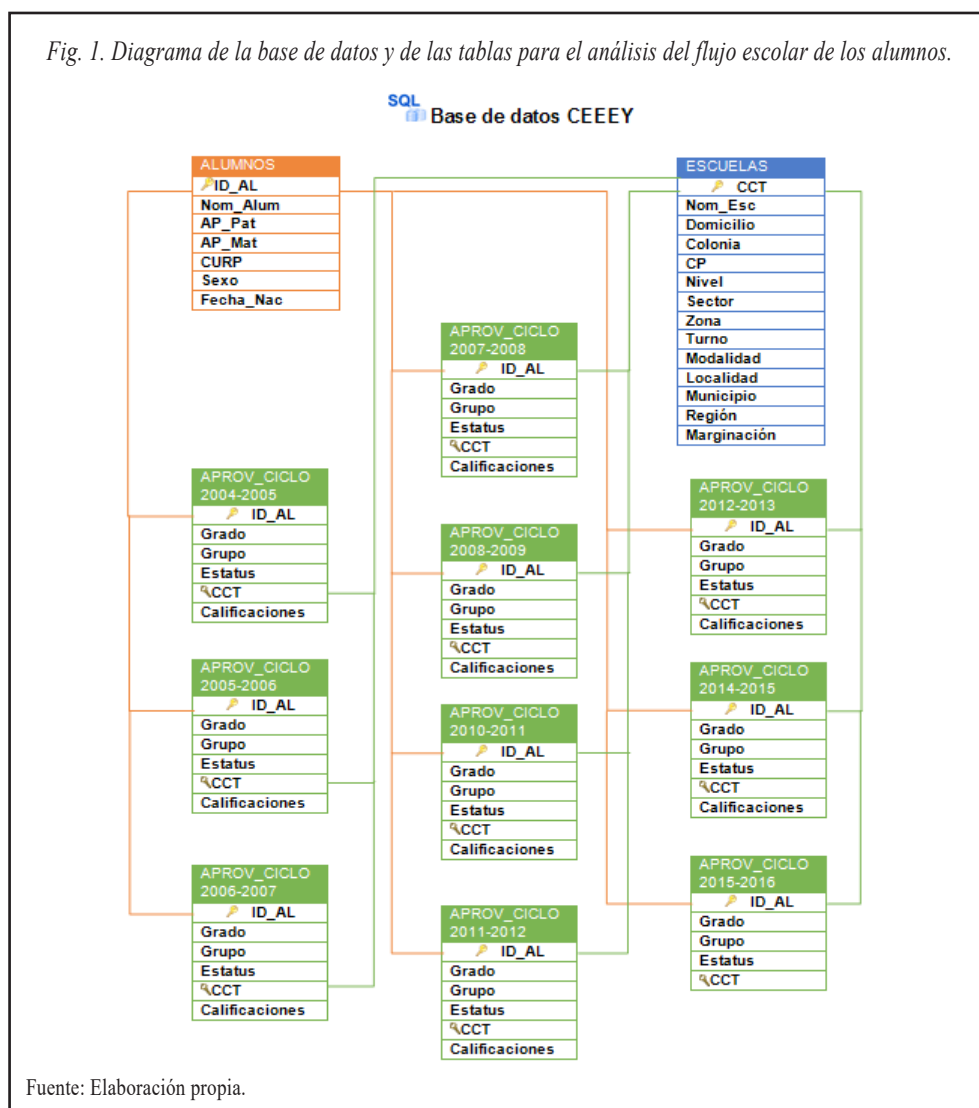 Fig. 1. Diagrama de la base de datos y de las tablas para el análisis del flujo escolar de los alumnos.
SQL
Base de datos CEEEY
ALUMNOS
ID_AL
Nom_Alum
AP_Pat
AP_Mat
CURP
Sexo
Fecha_Nac
ESCUELAS
CCT
Nom_Esc
Domicilio
Colonia
CP
Nivel
Sector
Zona
Turno
Modalidad
Localidad
Municipio
Región
Marginación
APROV_CICLO
2004-2005
ID_AL
Grado
Grupo
Estatus
CCT
Calificaciones
APROV_CICLO
2005-2006
ID_AL
Grado
Grupo
Estatus
CCT
Calificaciones
APROV_CICLO
2006-2007
ID_AL
Grado
Grupo
Estatus
CCT
Calificaciones
APROV_CICLO
2007-2008
ID_AL
Grado
Grupo
Estatus
CCT
Calificaciones
APROV_CICLO
2008-2009
ID_AL
Grado
Grupo
Estatus
CCT
Calificaciones
APROV_CICLO
2010-2011
ID_AL
Grado
Grupo
Estatus
CCT
Calificaciones
APROV_CICLO
2011-2012
ID_AL
Grado
Grupo
Estatus
CCT
Calificaciones
APROV_CICLO
2012-2013
ID_AL
Grado
Grupo
Estatus
CCT
Calificaciones
APROV_CICLO
2014-2015
ID_AL
Grado
Grupo
Estatus
CCT
Calificaciones
APROV_CICLO
2015-2016
ID_AL
Grado
Grupo
Estatus
CCT
Fuente: Elaboración propia.